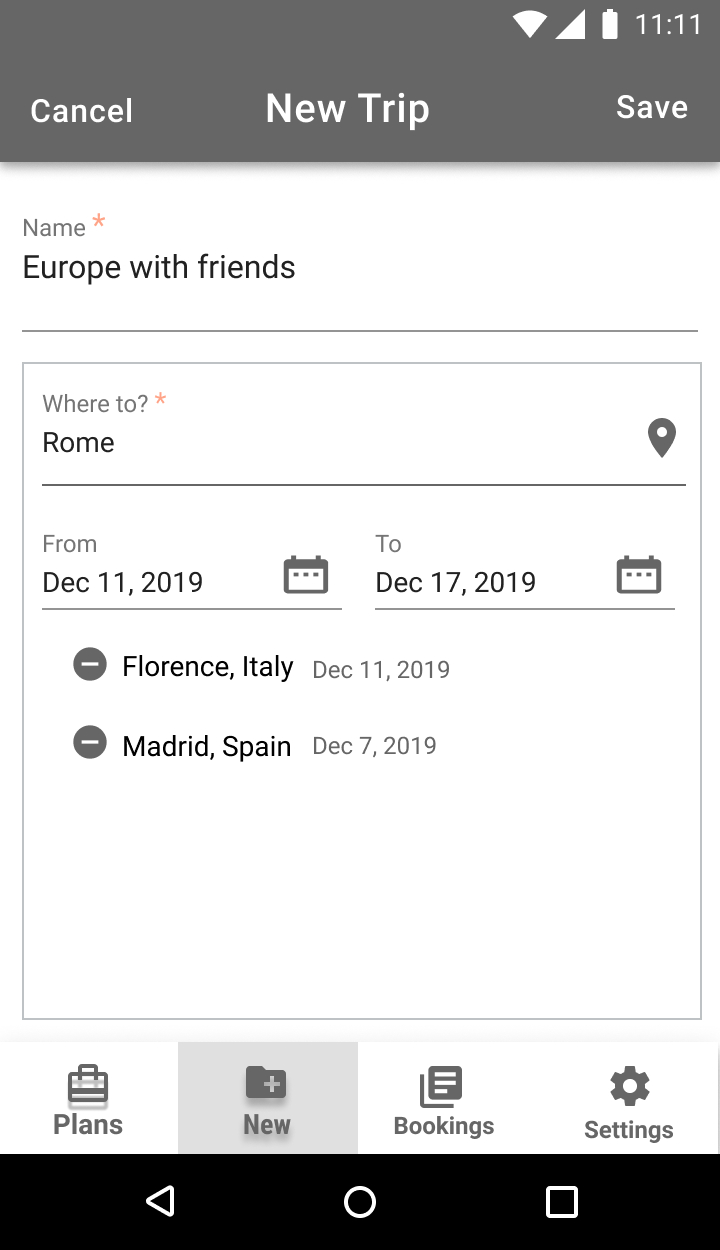 11:11
Cancel New Trip Save
Name *
Europe with friends
Where to? *
Rome
From To
Dec 11, 2019 Dec 17, 2019
Florence, Italy Dec 11, 2019
Madrid, Spain Dec 7, 2019
Plans New Bookings Settings